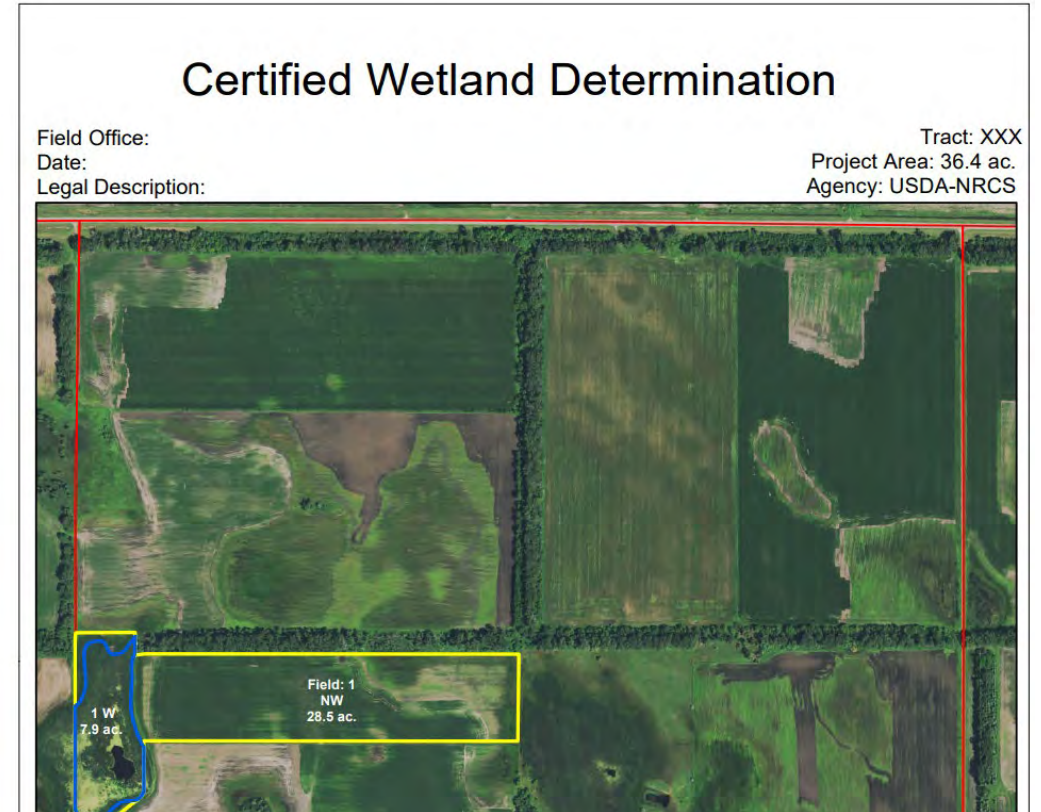 Certified Wetland Determination
Field Office:
Date:
Legal Description:
Tract: XXX
Project Area: 36.4 ac.
Agency: USDA-NRCS
Field: 1
NW
28.5 ac.
1 W
7.9 ac.